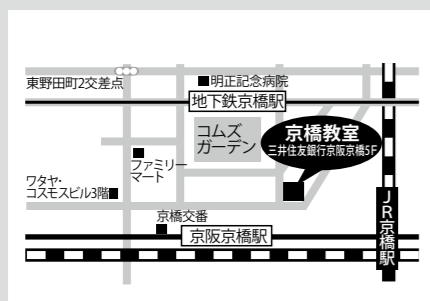 東野田町2交差点
明正記念病院
地下鉄京橋駅
コムズ
ガーデン
京橋教室
三井住友銀行京阪京橋5F
ファミリー
マート
ワタヤ・
コスモスビル3階
京橋交番
京阪京橋駅
JR京橋駅